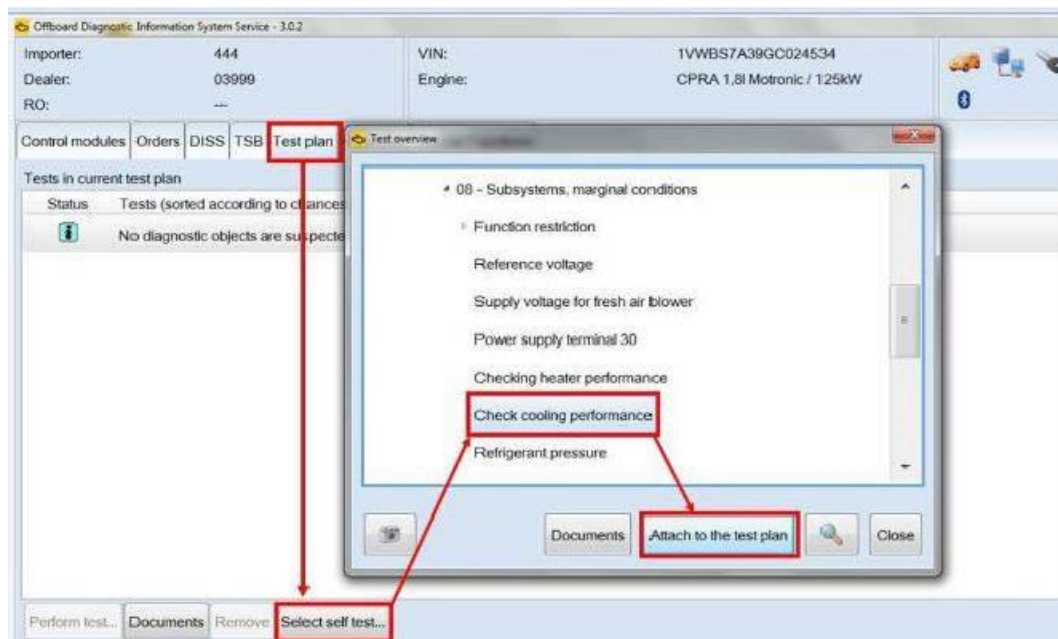 Offboard Diagnostic Information System Service - 3.0.2
Importer: 444 VIN: 1VWBS7A39GC024534
Dealer: 03999 Engine: CPRA 1,8l Motronic / 125kW
RO: ---
Control modules Orders DISS TSB Test plan
Test overview
Tests in current test plan
Status Tests (sorted according to chances
No diagnostic objects are suspecte
08 - Subsystems, marginal conditions
Function restriction
Reference voltage
Supply voltage for fresh air blower
Power supply terminal 30
Checking heater performance
Check cooling performance
Refrigerant pressure
Documents Attach to the test plan Close
Perform test... Documents Remove Select self test...